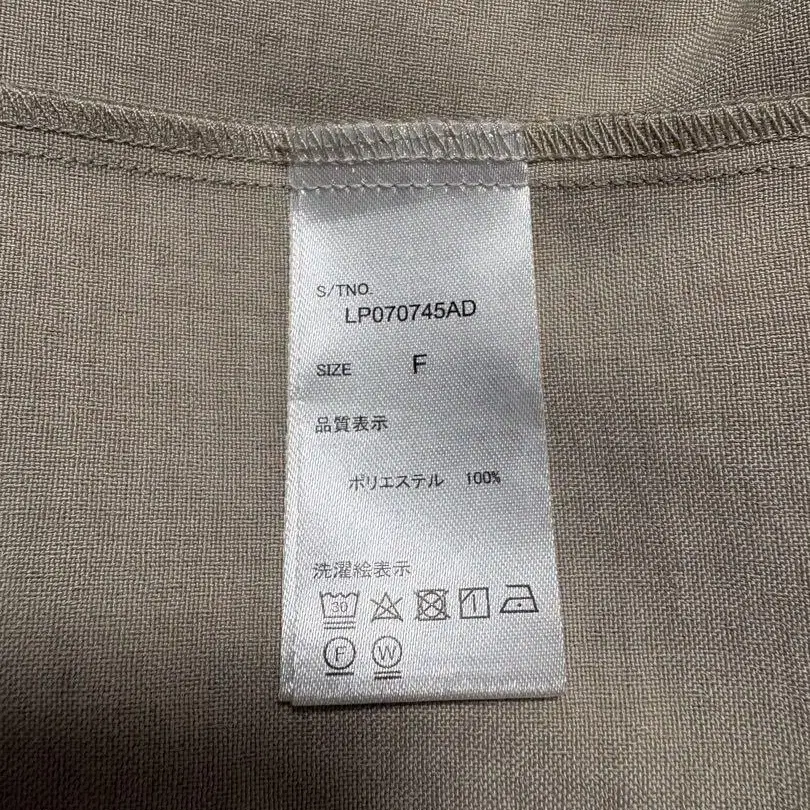 S/TNO.
LP070745AD
SIZE F
品質表示
ポリエステル 100%
洗濯絵表示
30
F W